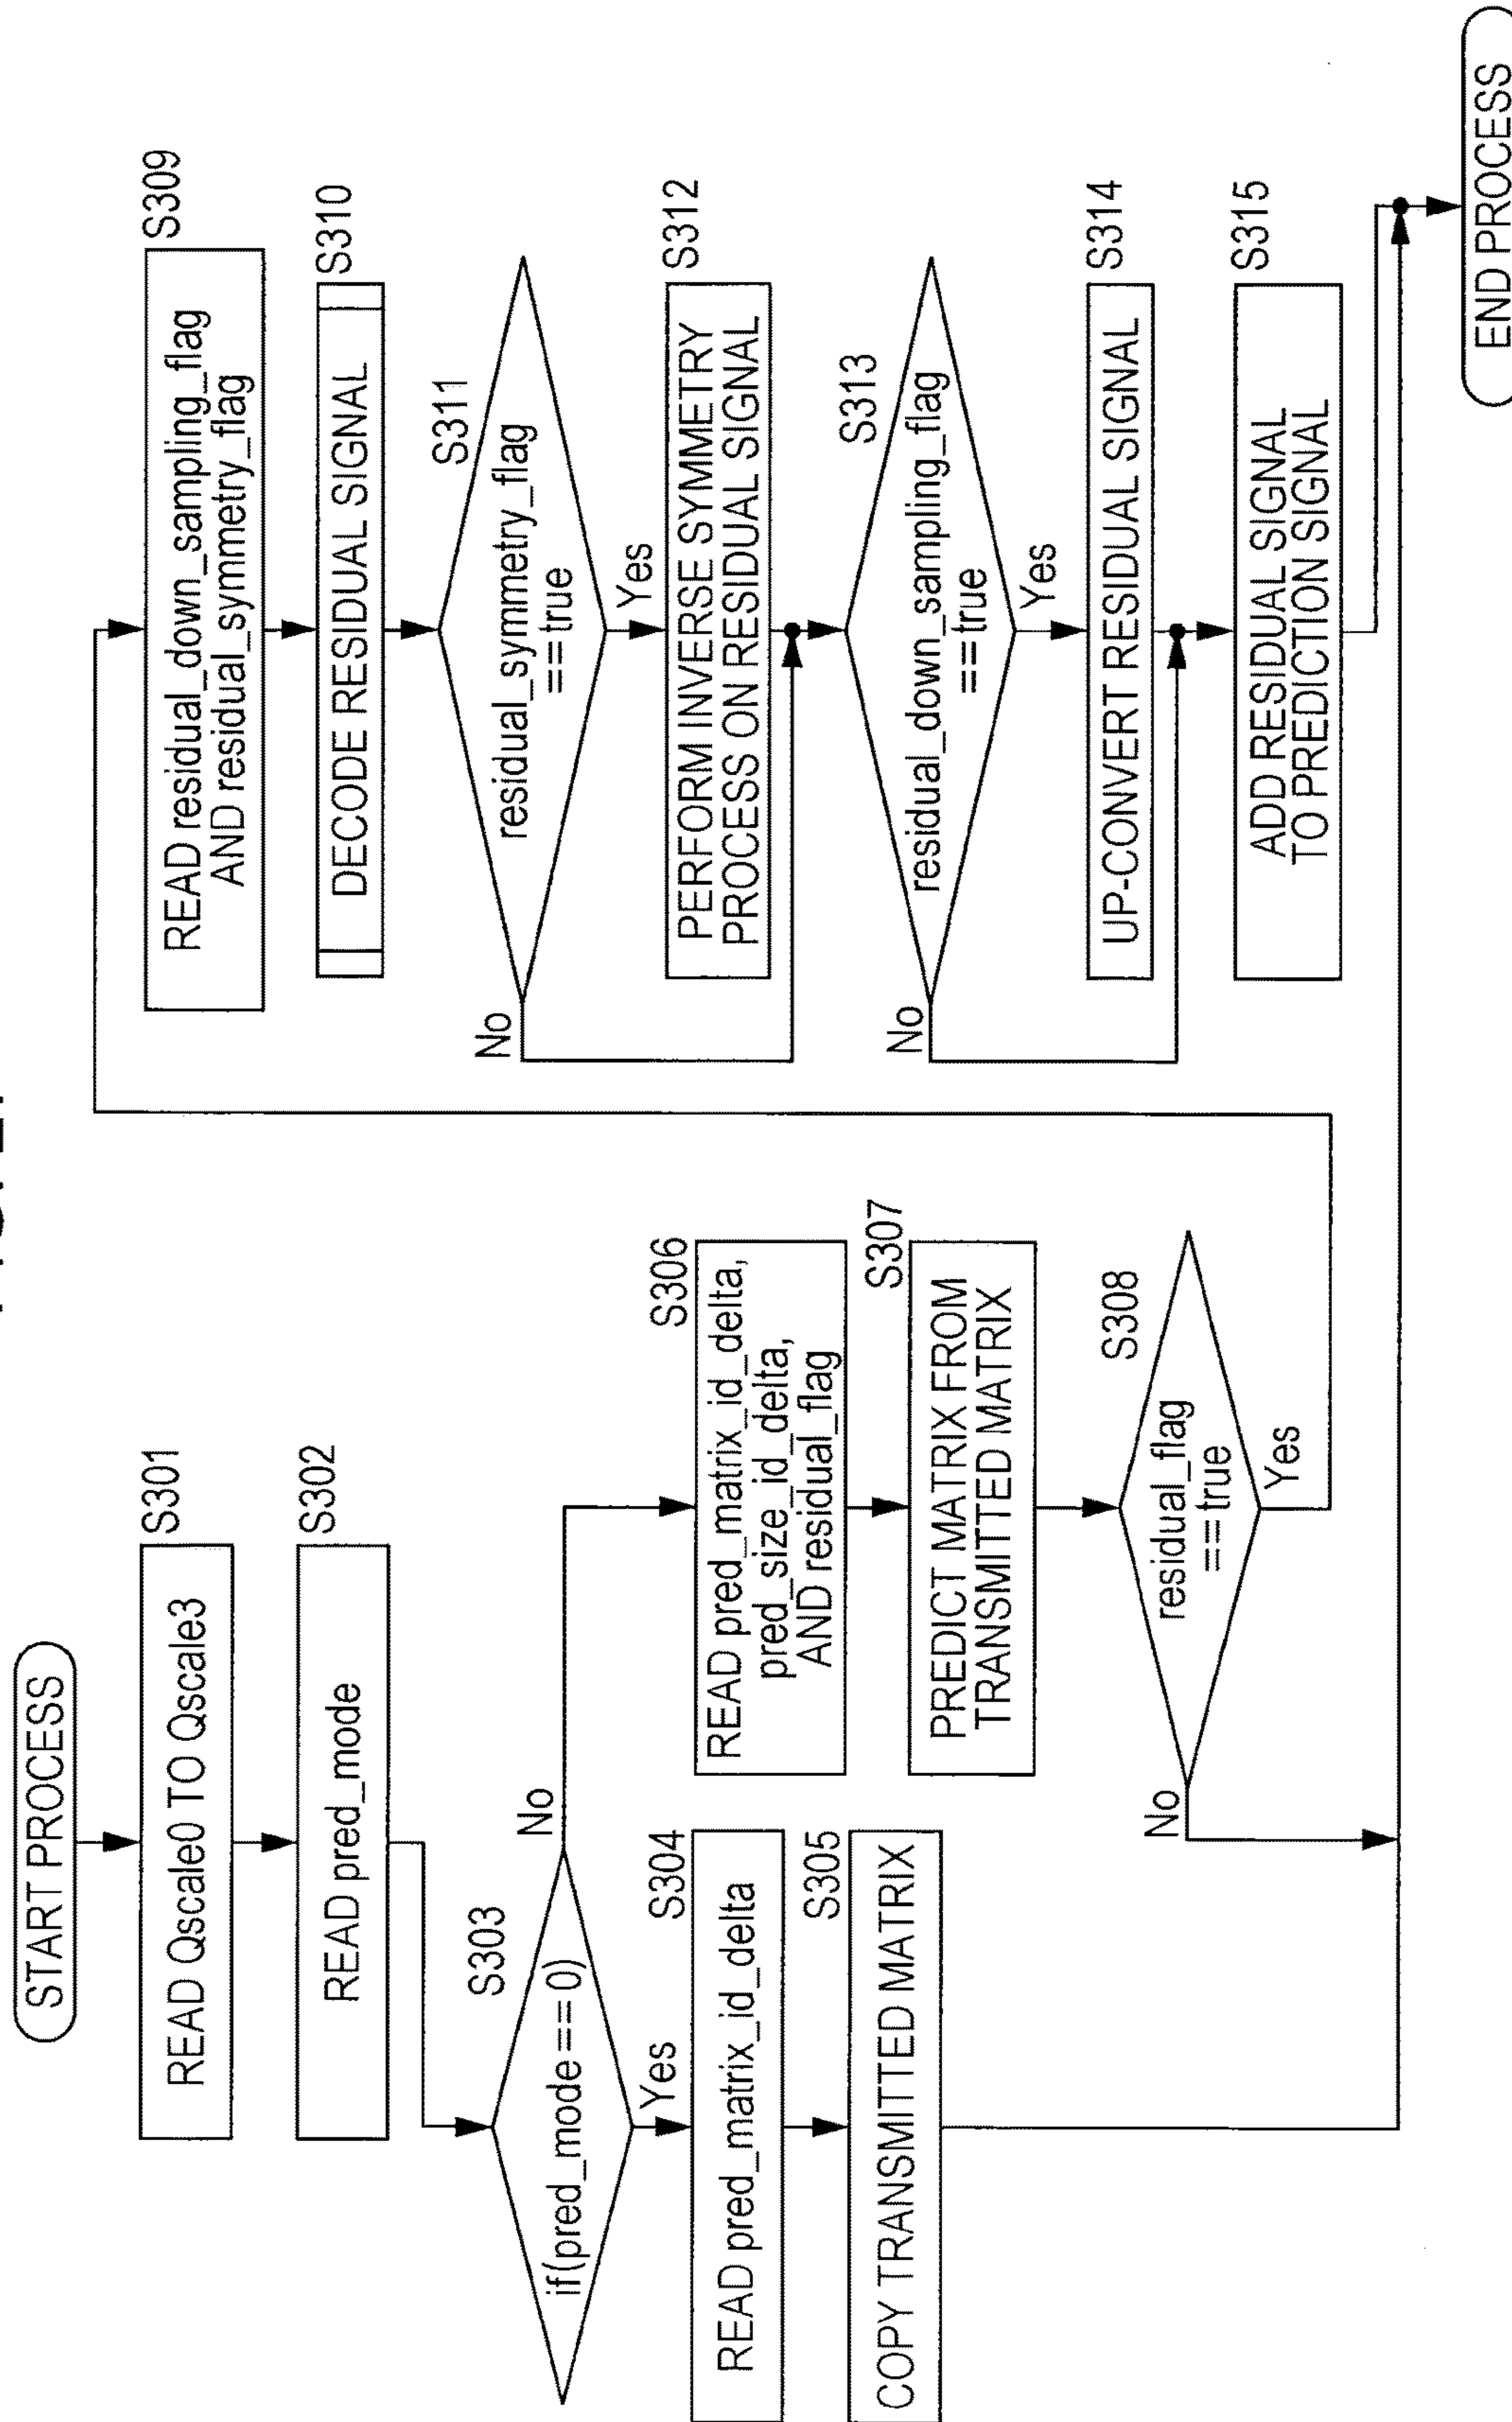 START PROCESS
S301
READ Qscale0 TO Qscale3
S302
READ pred_mode
S303
if(pred_mode==0)
No
Yes
S304
READ pred_matrix_id_delta
S305
COPY TRANSMITTED MATRIX
S306
READ pred_matrix_id_delta,
pred_size_id_delta,
AND residual_flag
S307
PREDICT MATRIX FROM
TRANSMITTED MATRIX
S308
residual_flag
==true
No
Yes
S309
READ residual_down_sampling_flag
AND residual_symmetry_flag
S310
DECODE RESIDUAL SIGNAL
S311
residual_symmetry_flag
==true
No
Yes
S312
PERFORM INVERSE SYMMETRY
PROCESS ON RESIDUAL SIGNAL
S313
residual_down_sampling_flag
==true
No
Yes
S314
UP-CONVERT RESIDUAL SIGNAL
S315
ADD RESIDUAL SIGNAL
TO PREDICTION SIGNAL
END PROCESS